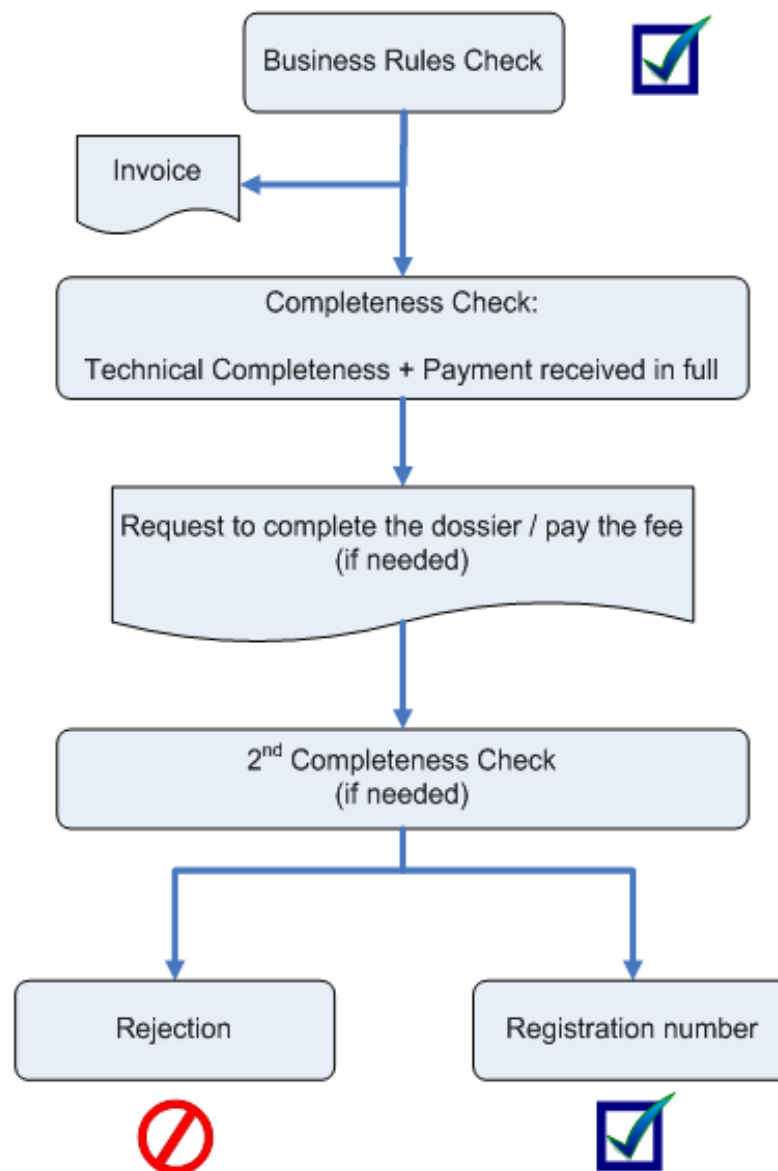 Business Rules Check
Invoice
Completeness Check:
Technical Completeness + Payment received in full
Request to complete the dossier / pay the fee
(if needed)
2nd Completeness Check
(if needed)
Rejection
Registration number